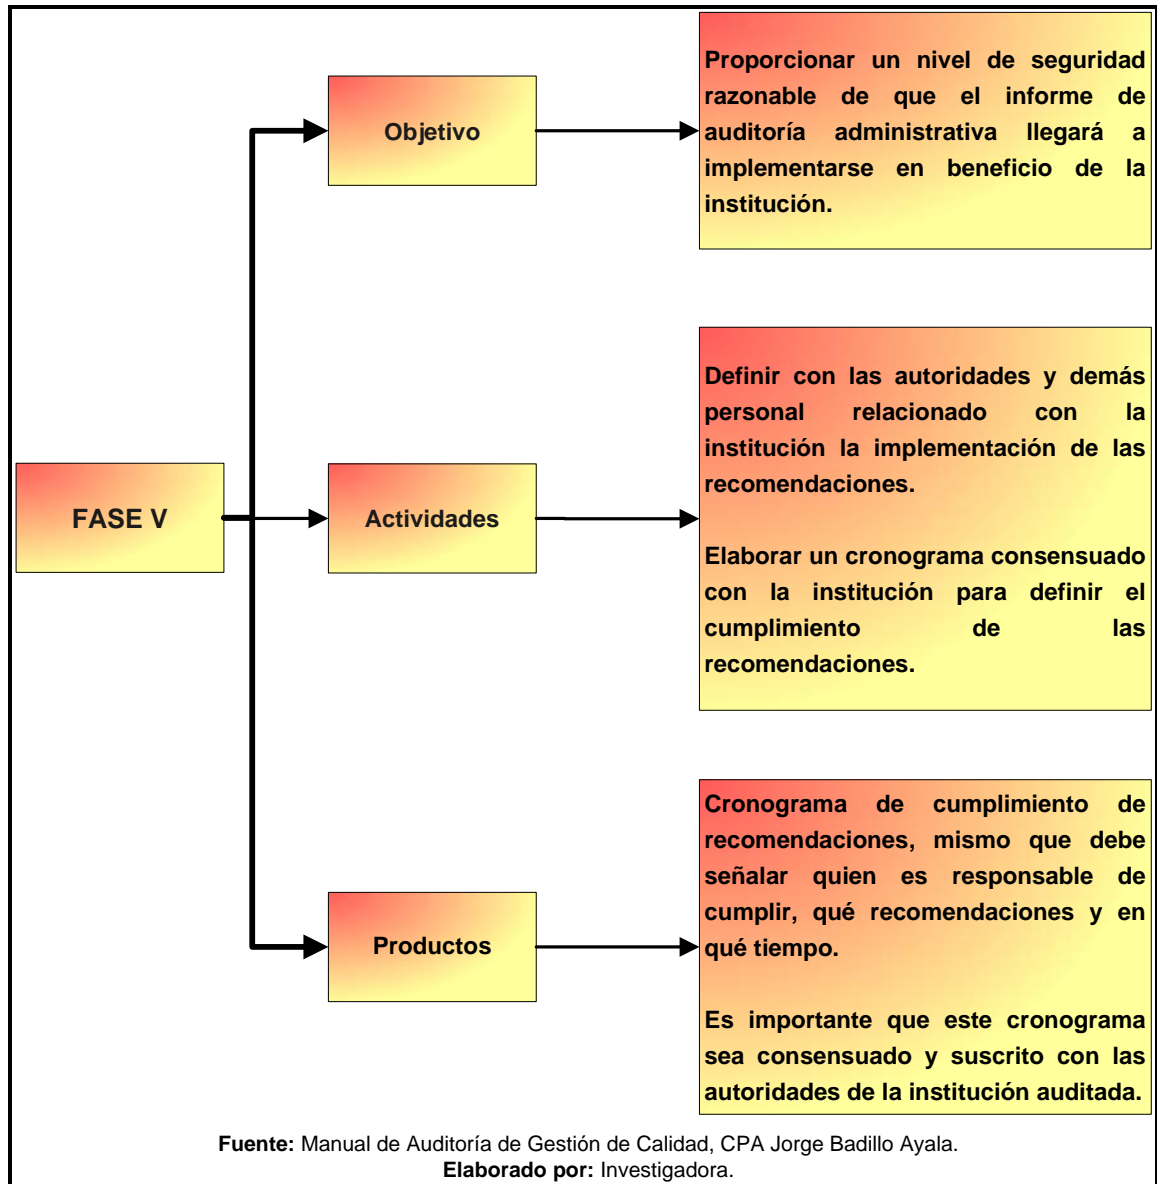 FASE V
Objetivo
Proporcionar un nivel de seguridad
razonable de que el informe de
auditoría administrativa llegará a
implementarse en beneficio de la
institución.
Actividades
Definir con las autoridades y demás
personal relacionado con la
institución la implementación de las
recomendaciones.
Elaborar un cronograma consensuado
con la institución para definir el
cumplimiento de las
recomendaciones.
Productos
Cronograma de cumplimiento de
recomendaciones, mismo que debe
señalar quien es responsable de
cumplir, qué recomendaciones y en
qué tiempo.
Es importante que este cronograma
sea consensuado y suscrito con las
autoridades de la institución auditada.
Fuente: Manual de Auditoría de Gestión de Calidad, CPA Jorge Badillo Ayala.
Elaborado por: Investigadora.